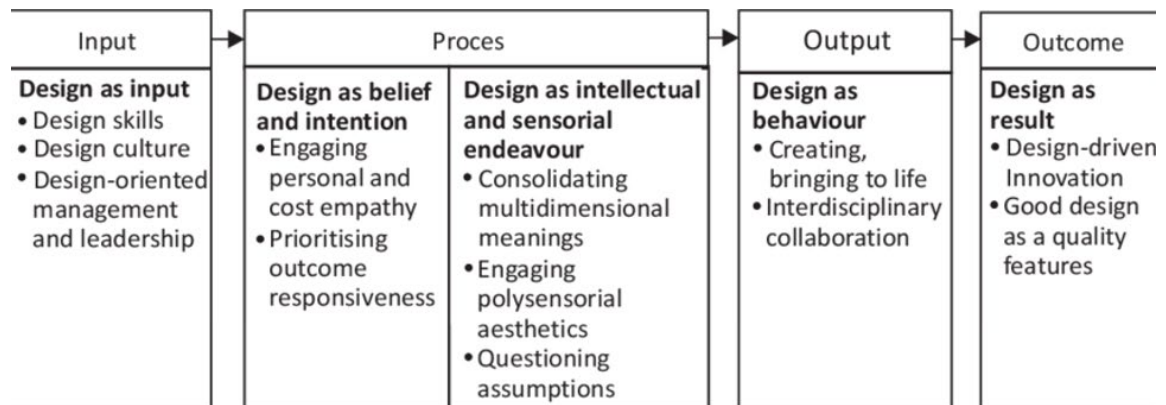 Input
Proces
Output
Outcome
Design as input
• Design skills
• Design culture
• Design-oriented
management
and leadership
Design as belief
and intention
• Engaging
personal and
cost empathy
• Prioritising
outcome
responsiveness
Design as intellectual
and sensorial
endeavour
• Consolidating
multidimensional
meanings
• Engaging
polysensorial
aesthetics
• Questioning
assumptions
Design as
behaviour
• Creating,
bringing to life
• Interdisciplinary
collaboration
Design as
result
• Design-driven
Innovation
• Good design
as a quality
features